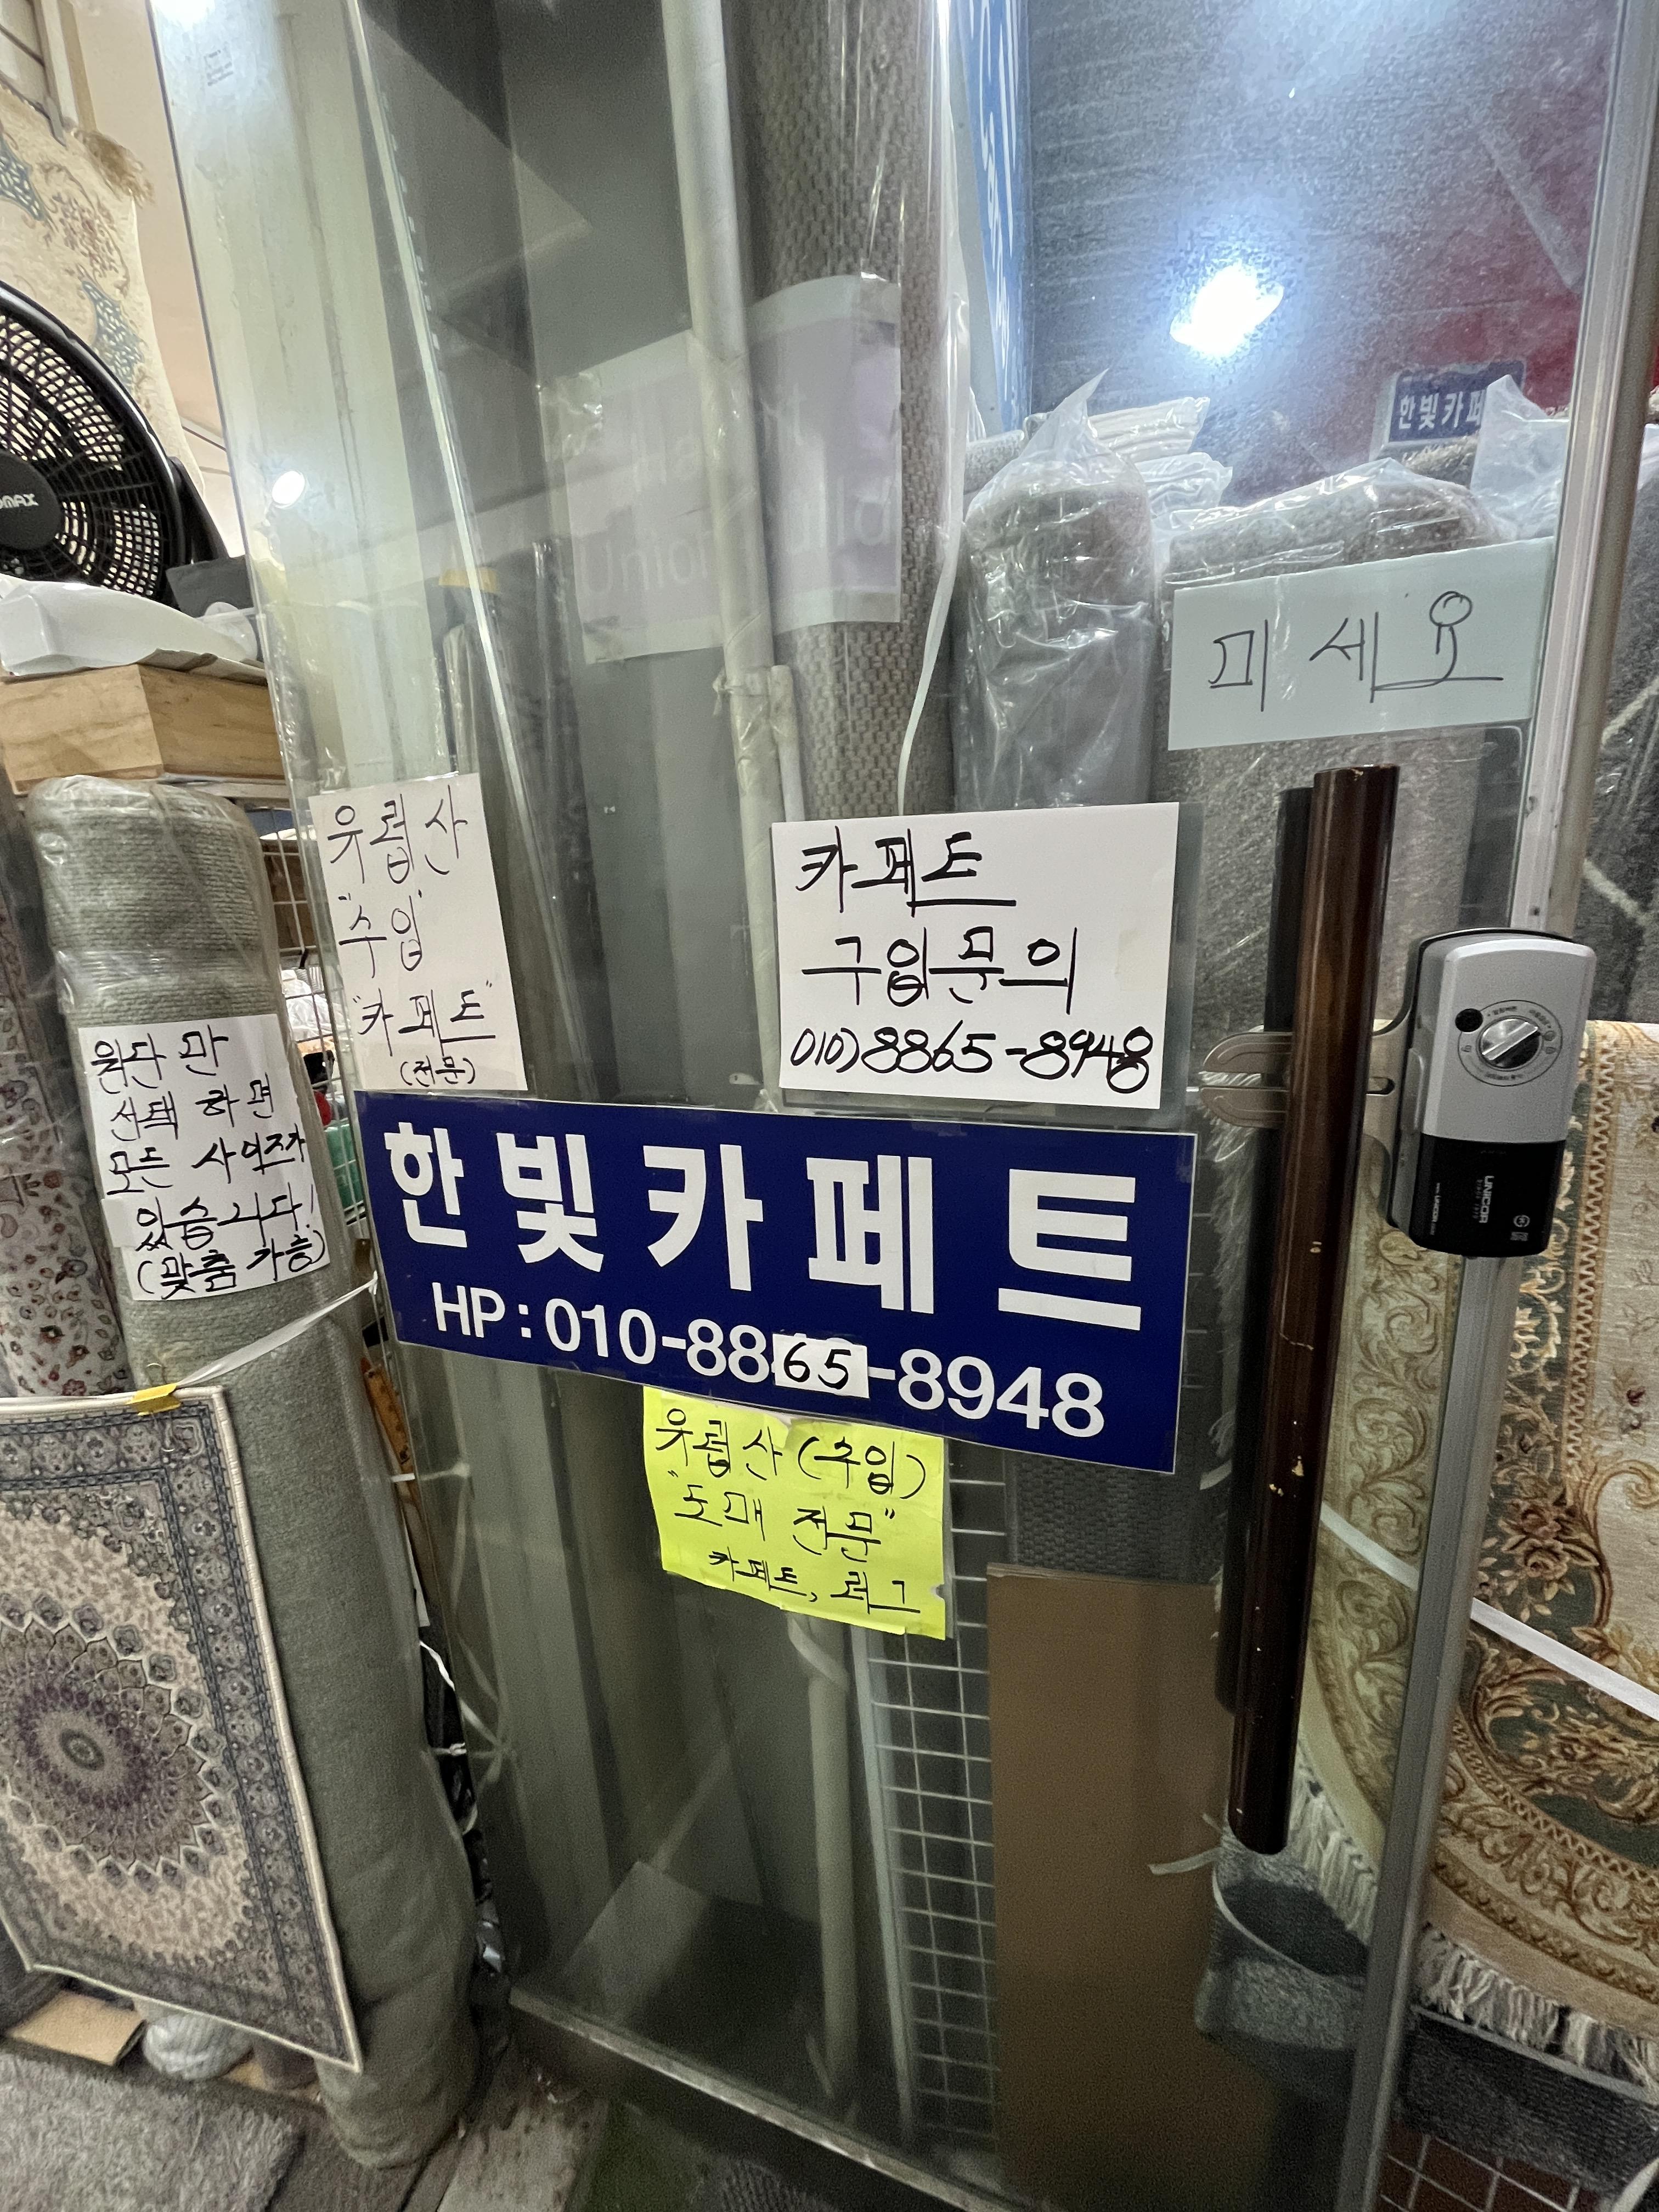 한빛카페
미세요
유럽산
"수입"
"카페트"
(전문)
카페트
구입문의
010)8865-8948
원단 만
선택 하면
모든 사이즈가
있습니다!
(맞춤 가능)
한빛카페트
HP : 010-8865-8948
유럽산 (수입)
"도매 전문"
카페트, 러그
UNICOR